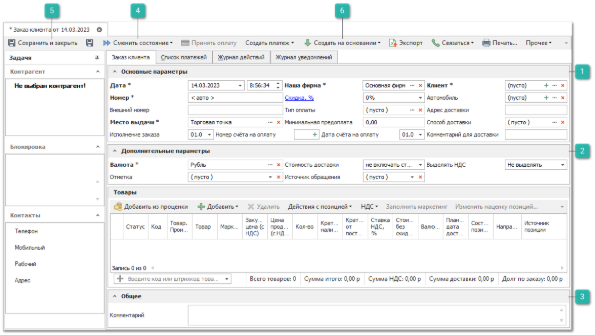 5 4 6
* Заказ клиента от 14.03.2023
Сохранить и закрыть Сменить состояние Принять оплату Создать платеж Создать на основании Экспорт Связаться Печать... Прочее
Задачи Заказ клиента Список платежей Журнал действий Журнал уведомлений
Контрагент Основные параметры 1
Не выбран контрагент! Дата * 14.03.2023 8:56:34 Наша фирма * Основная фирм Клиент * (пусто)
Номер * < авто > Скидка, % 0% Автомобиль (пусто)
Внешний номер Тип оплаты ( пусто ) Адрес доставки
Место выдачи * Торговая точка Минимальная предоплата 0,00 Способ доставки ( пусто )
Исполнение заказа 01.0 Номер счёта на оплату Дата счёта на оплату 01.0 Комментарий для доставки
Блокировка Дополнительные параметры 2
Валюта * Рубль Стоимость доставки не включать ст... Выделять НДС Не выделять
Отметка ( пусто ) Источник обращения ( пусто )
Товары
Контакты Добавить из проценки Добавить Удалить Действия с позицией НДС Заполнить маркетинг Изменить наценку позиций...
Телефон
Мобильный
Рабочий
Адрес
Статус Код Товар. Прои... Товар Марк... Заку... цена (с НДС) Цена прод... (с НД... Кол-во Крат... нали... Крат... от пост... Ставка НДС, % Стои... без скид... Валю... План... дата дост... Сост... пози... Напра... Источник позиции
Запись 0 из 0
Введите код или штрихкод това... Всего товаров: 0 Сумма итого: 0,00 р Сумма НДС: 0,00 р Сумма доставки: 0,00 р Долг по заказу: 0,00 р
Общее 3
Комментарий